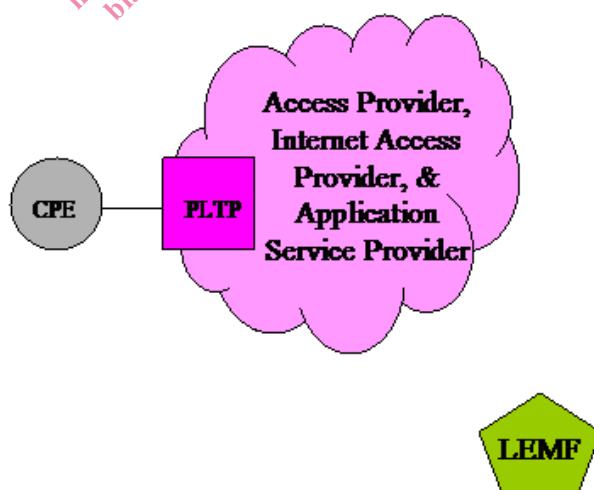 Access Provider,
Internet Access
Provider, &
Application
Service Provider
CPE
PLTP
LEMF